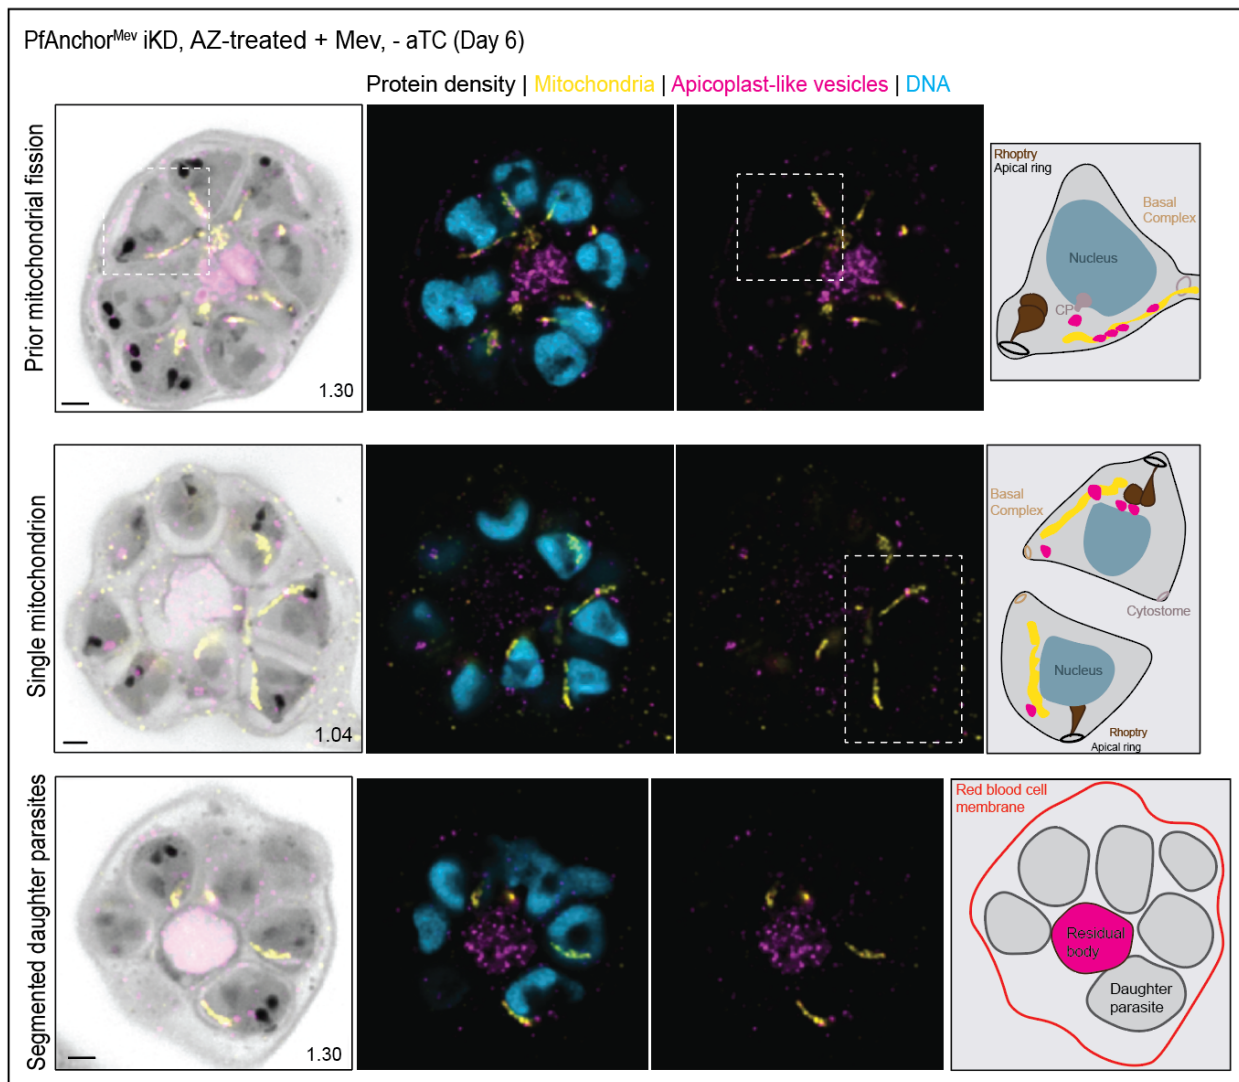 PfAnchorᴹᵉᵛ iKD, AZ-treated + Mev, - aTC (Day 6)
Protein density | Mitochondria | Apicoplast-like vesicles | DNA
Prior mitochondrial fission
1.30
Rhoptry
Apical ring
Basal
Complex
Nucleus
CP
Single mitochondrion
1.04
Basal
Complex
Cytostome
Nucleus
Rhoptry
Apical ring
Segmented daughter parasites
1.30
Red blood cell
membrane
Residual
body
Daughter
parasite